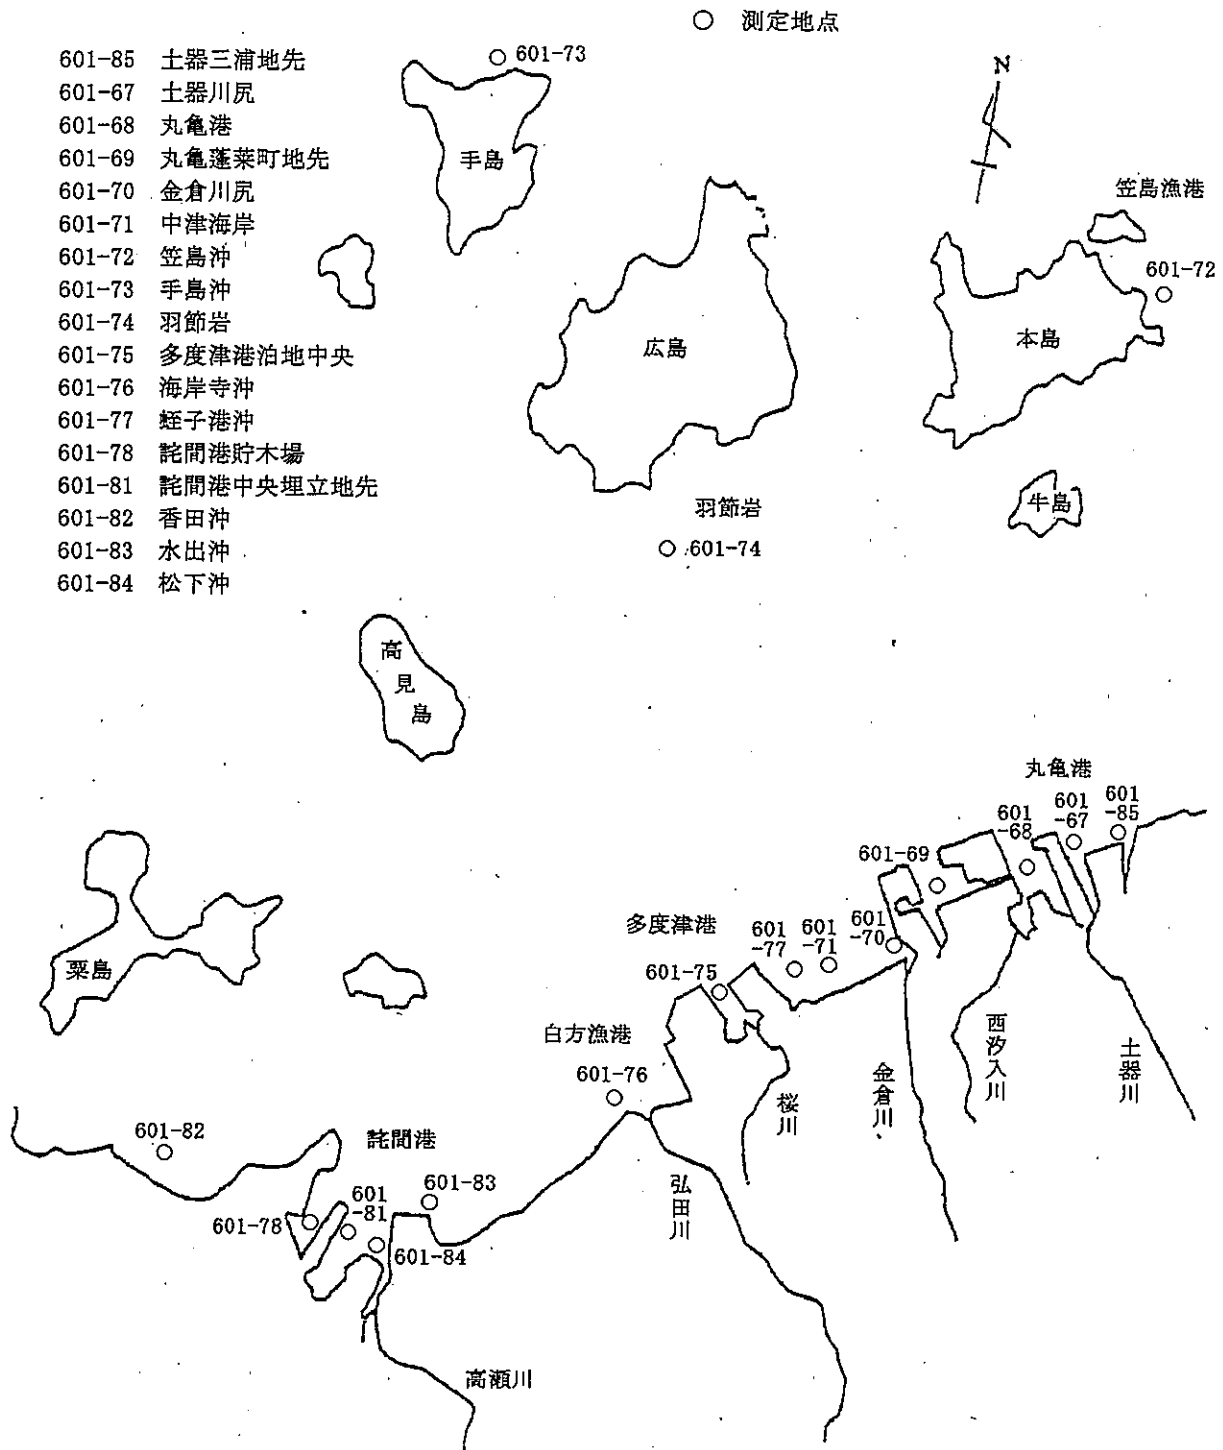 ○ 測定地点
601-85 土器三浦地先
601-67 土器川尻
601-68 丸亀港
601-69 丸亀蓬莱町地先
601-70 金倉川尻
601-71 中津海岸
601-72 笠島沖
601-73 手島沖
601-74 羽節岩
601-75 多度津港泊地中央
601-76 海岸寺沖
601-77 蛭子港沖
601-78 詫間港貯木場
601-81 詫間港中央埋立地先
601-82 香田沖
601-83 水出沖
601-84 松下沖
601-73
N
手島
笠島漁港
601-72
広島
本島
羽節岩
牛島
601-74
高見島
丸亀港
601-85
601-67
601-68
601-69
多度津港
601-77
601-71
601-70
601-75
粟島
白方漁港
601-76
桜川
金倉川
西汐入川
土器川
601-82
詫間港
601-83
601-81
601-78
601-84
弘田川
高瀬川